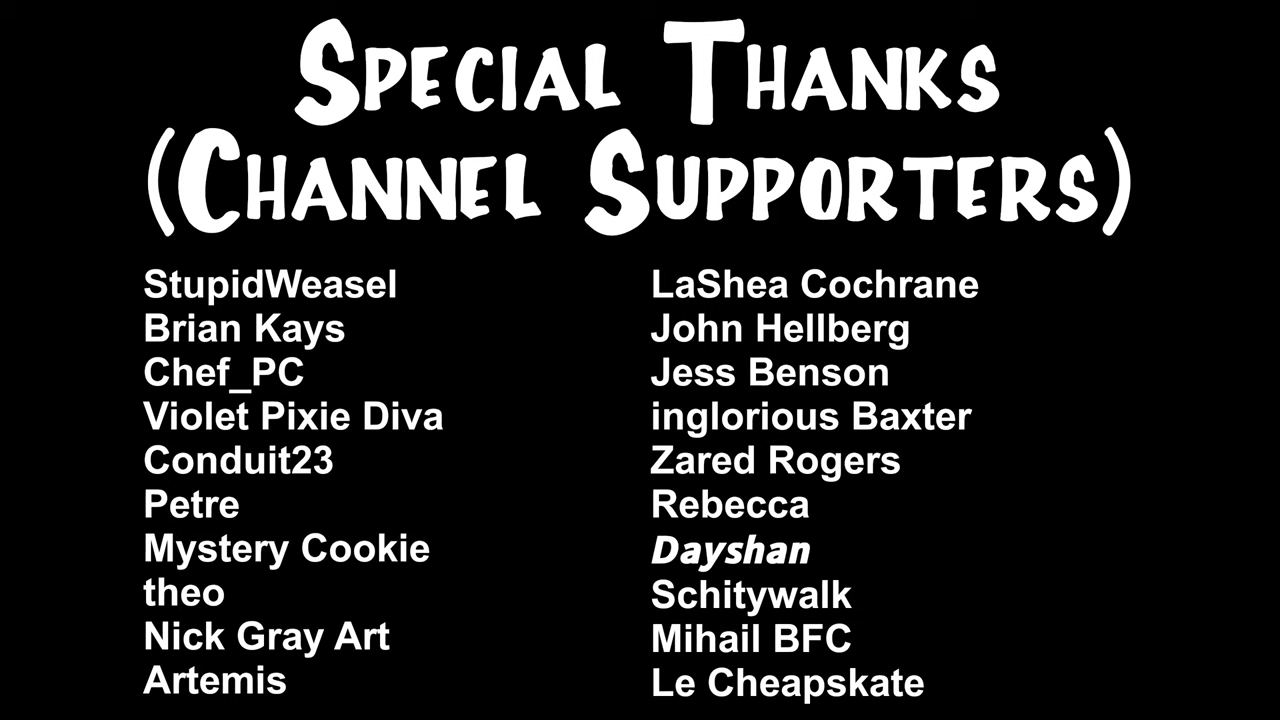 Special Thanks
(Channel Supporters)
StupidWeasel
Brian Kays
Chef_PC
Violet Pixie Diva
Conduit23
Petre
Mystery Cookie
theo
Nick Gray Art
Artemis
LaShea Cochrane
John Hellberg
Jess Benson
inglorious Baxter
Zared Rogers
Rebecca
Dayshan
Schitywalk
Mihail BFC
Le Cheapskate